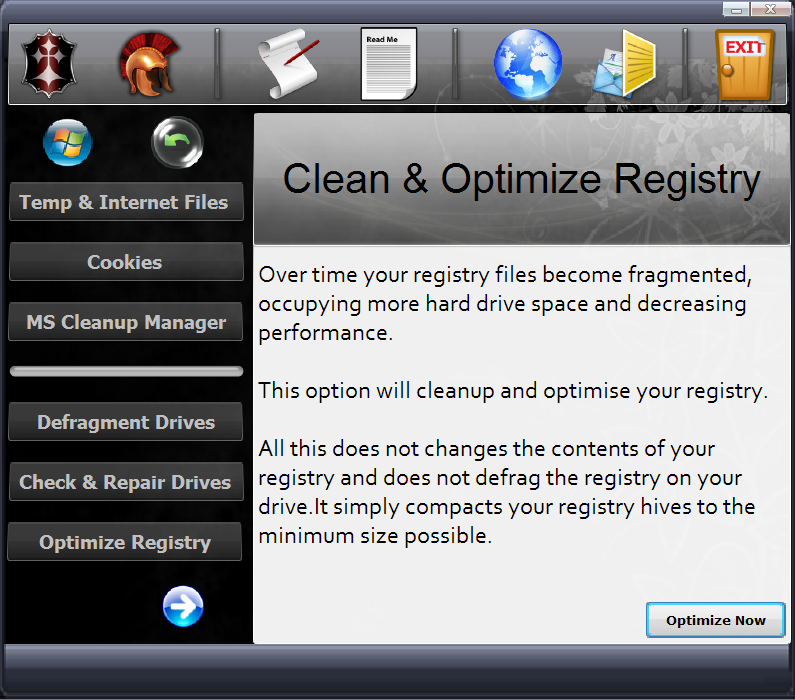 Read Me
EXIT
Clean & Optimize Registry
Temp & Internet Files
Cookies
MS Cleanup Manager
Defragment Drives
Check & Repair Drives
Optimize Registry
Over time your registry files become fragmented,
occupying more hard drive space and decreasing
performance.
This option will cleanup and optimise your registry.
All this does not changes the contents of your
registry and does not defrag the registry on your
drive.It simply compacts your registry hives to the
minimum size possible.
Optimize Now